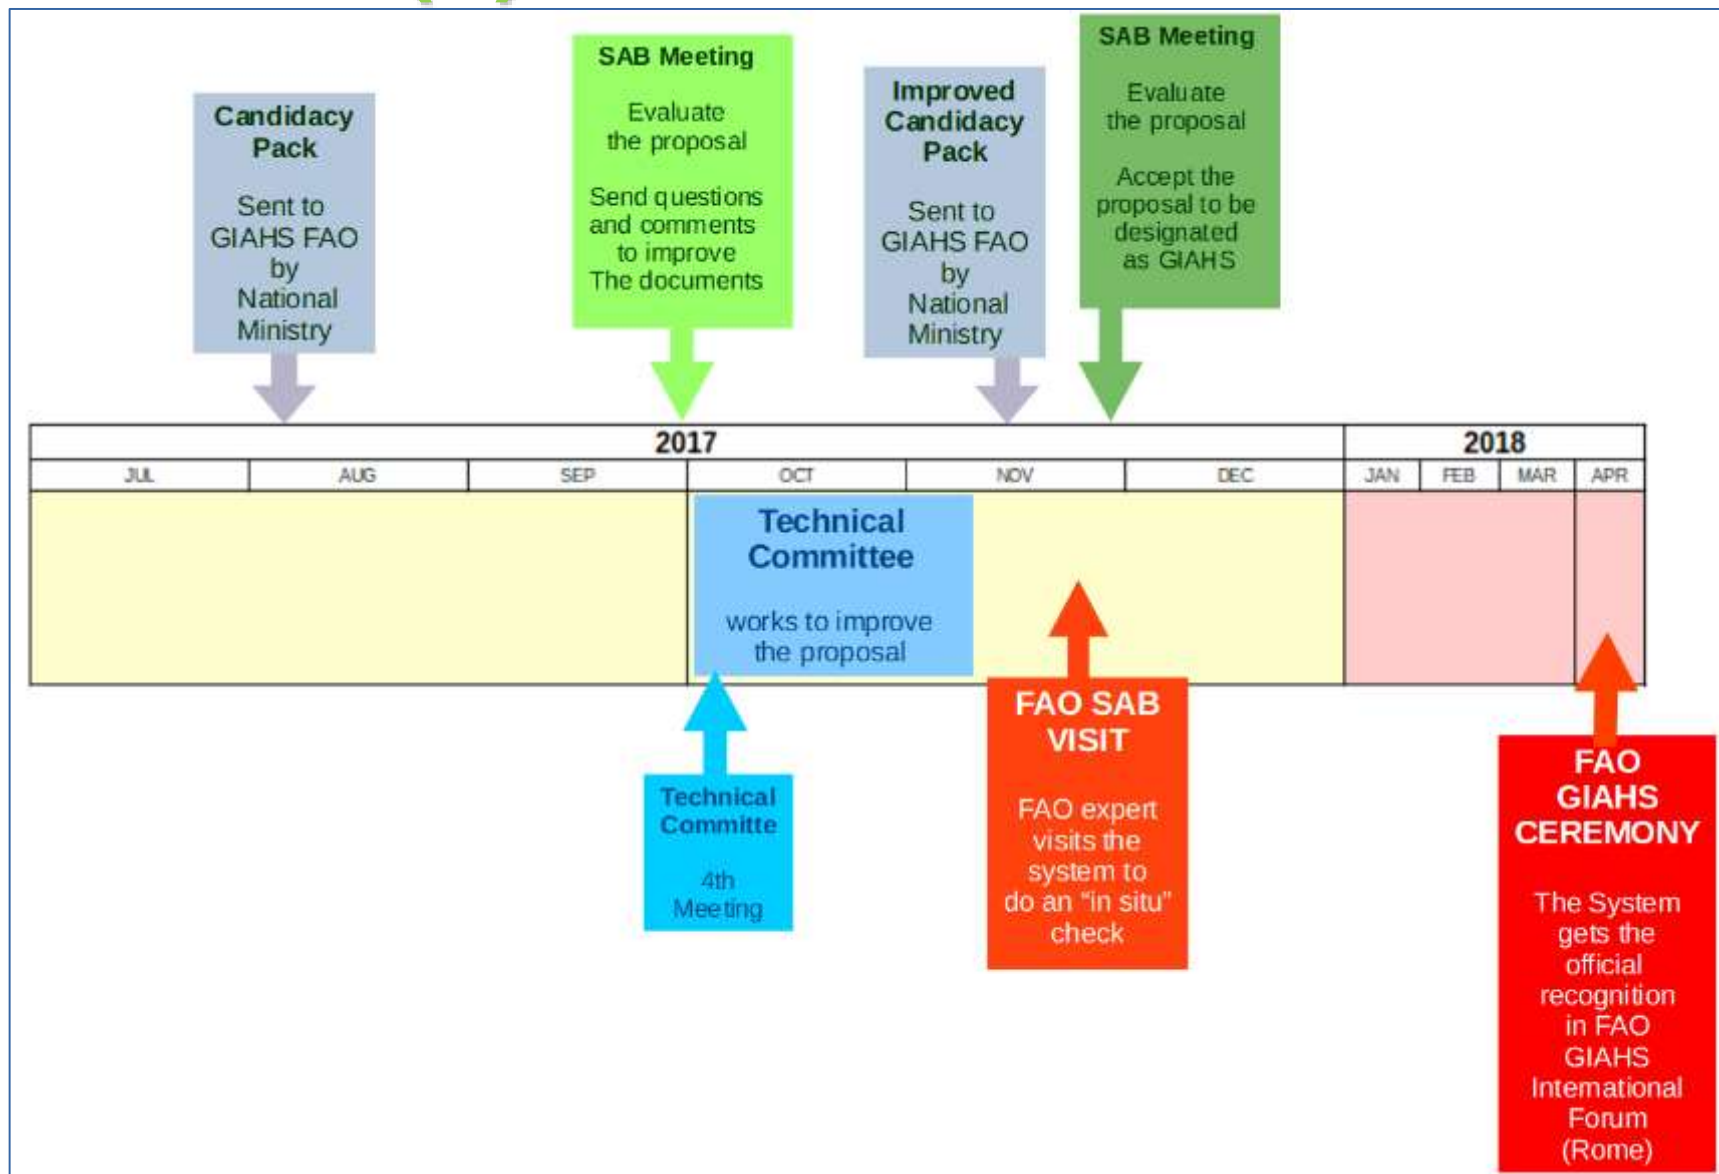 Candidacy
Pack
Sent to
GIAHS FAO
by
National
Ministry
SAB Meeting
Evaluate
the proposal
Send questions
and comments
to improve
The documents
Improved
Candidacy
Pack
Sent to
GIAHS FAO
by
National
Ministry
SAB Meeting
Evaluate
the proposal
Accept the
proposal to be
designated
as GIAHS
2017
2018
JUL
AUG
SEP
OCT
NOV
DEC
JAN
FEB
MAR
APR
Technical
Committee
works to improve
the proposal
Technical
Committe
4th
Meeting
FAO SAB
VISIT
FAO expert
visits the
system to
do an “in situ”
check
FAO
GIAHS
CEREMONY
The System
gets the
official
recognition
in FAO
GIAHS
International
Forum
(Rome)